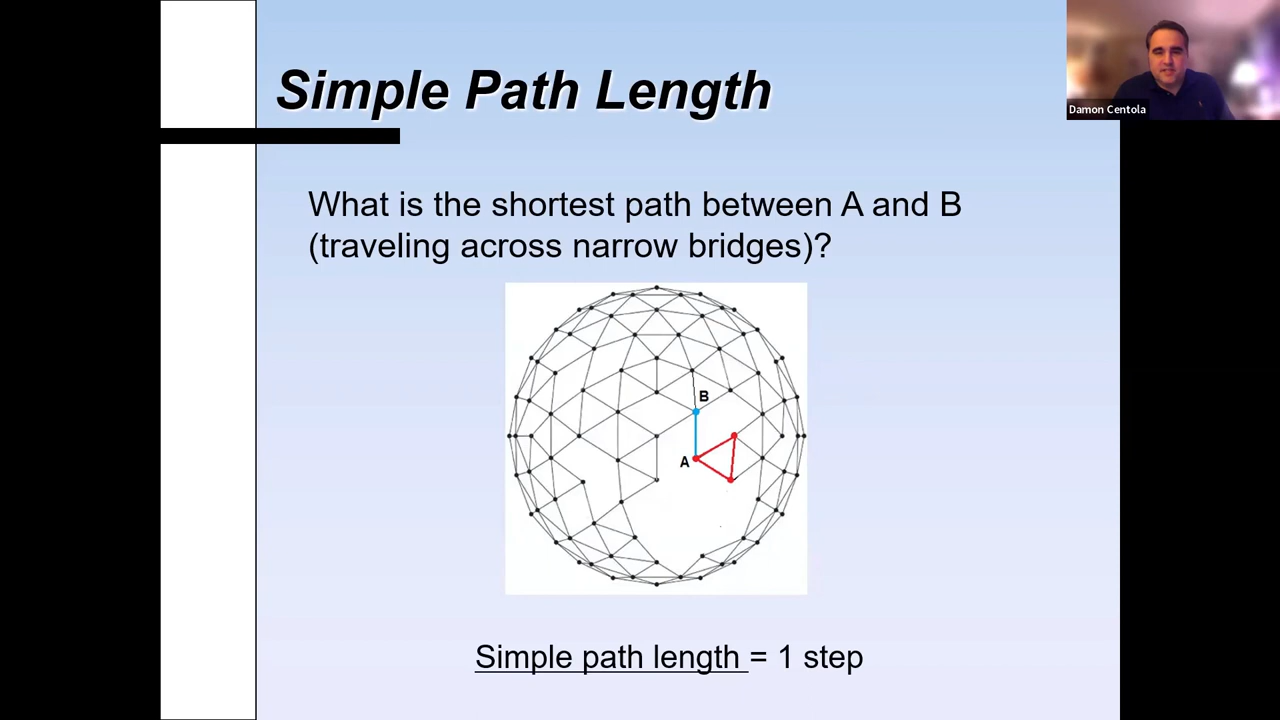 Simple Path Length
Damon Centola
What is the shortest path between A and B
(traveling across narrow bridges)?
B
A
Simple path length = 1 step